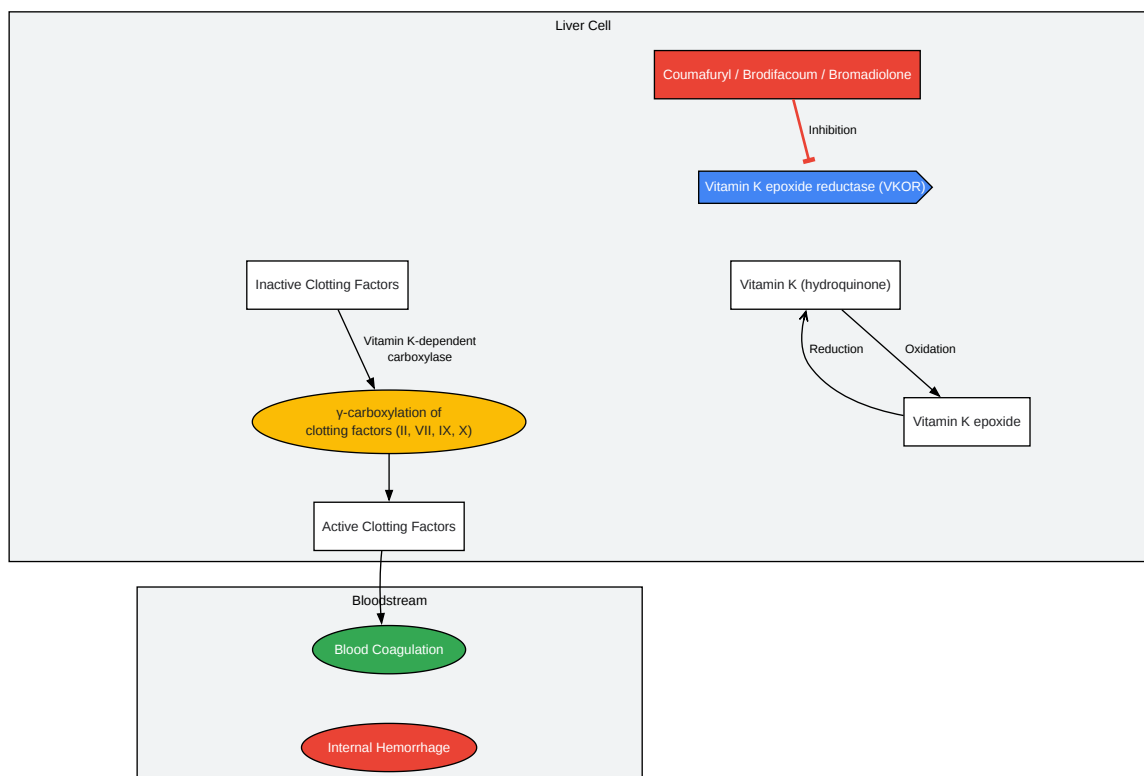 Liver Cell
Coumafuryl / Brodifacoum / Bromadiolone
Inhibition
Vitamin K epoxide reductase (VKOR)
Inactive Clotting Factors
Vitamin K (hydroquinone)
Vitamin K-dependent
carboxylase
Reduction
Oxidation
γ-carboxylation of
clotting factors (II, VII, IX, X)
Vitamin K epoxide
Active Clotting Factors
Bloodstream
Blood Coagulation
Internal Hemorrhage